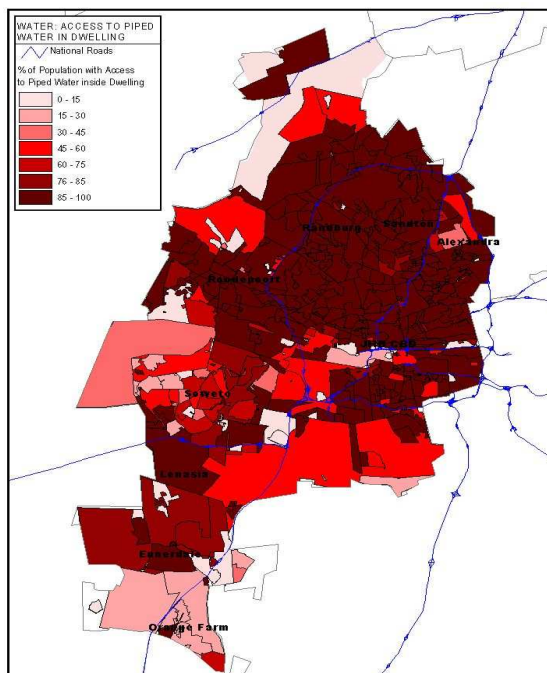 WATER: ACCESS TO PIPED
WATER IN DWELLING
National Roads
% of Population with Access
to Piped Water inside Dwelling
0 - 15
15 - 30
30 - 45
45 - 60
60 - 75
76 - 85
85 - 100
Sandton
Randburg
Alexandra
Roodepoort
JHB CBD
Soweto
Lenasia
Ennerdale
Orange Farm